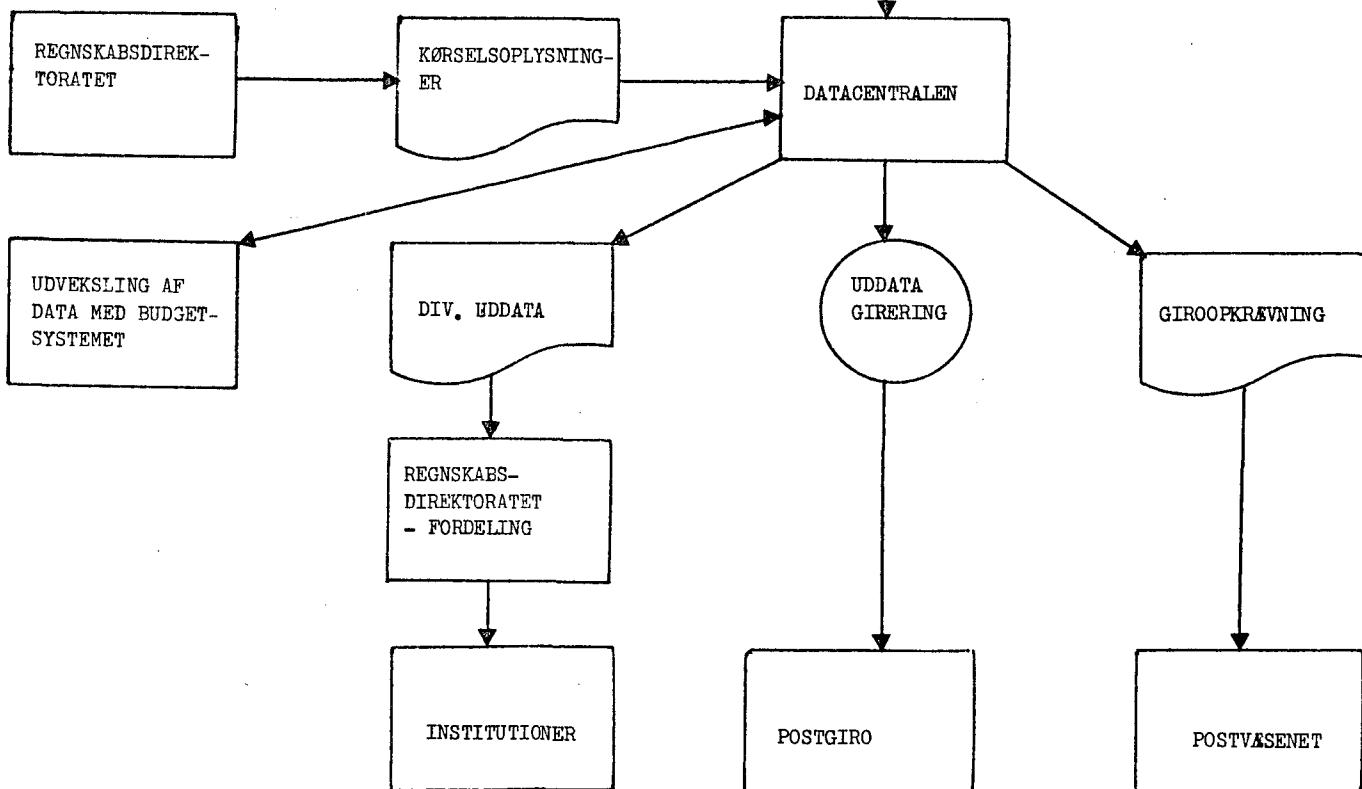 REGNSKABSDIREK-
TORATET
KØRSELSOPLYSNING-
ER
DATACENTRALEN
UDVEKSLING AF
DATA MED BUDGET-
SYSTEMET
DIV. UDDATA
UDDATA
GIRERING
GIROOPKRÆVNING
REGNSKABS-
DIREKTORATET
- FORDELING
INSTITUTIONER
POSTGIRO
POSTVÆSENET